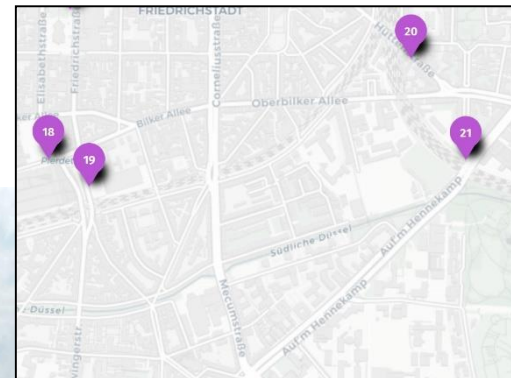 FRIEDRICHSTADT
20
Elisabethstraße
Friedrichstraße
Corneliusstraße
Hüttenstraße
Oberbilker Allee
Bilker Allee
18
19
21
Auf'm Hennekamp
Südliche-Düssel
Düssel
Mecumstraße
Auf'm Hennekamp